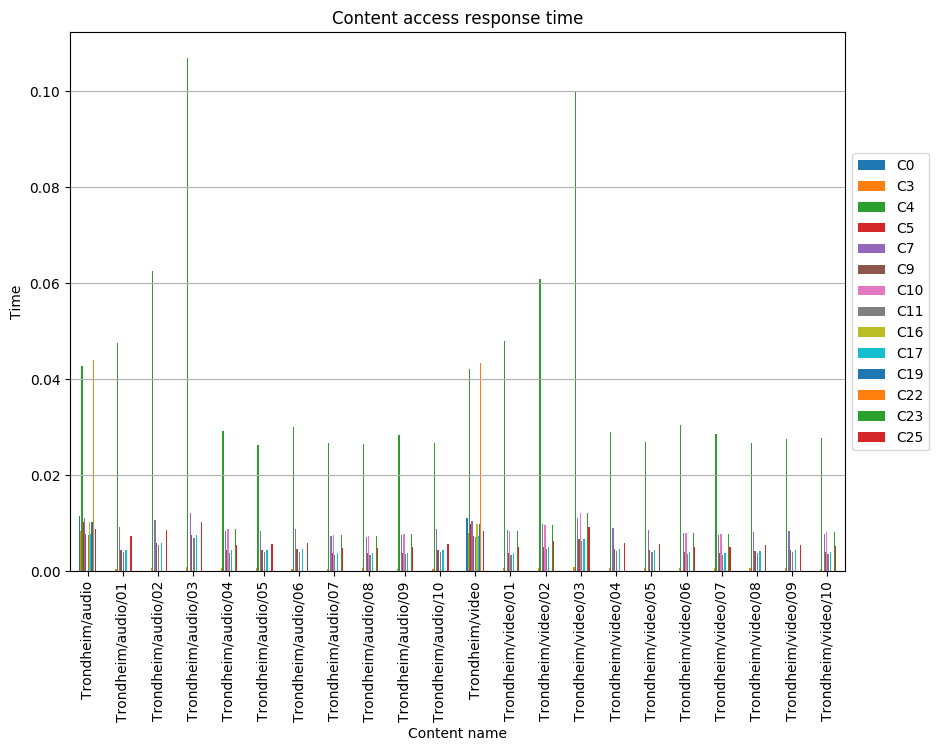 Content access response time
Time
0.10
0.08
0.06
0.04
0.02
0.00
Trondheim/audio
Trondheim/audio/01
Trondheim/audio/02
Trondheim/audio/03
Trondheim/audio/04
Trondheim/audio/05
Trondheim/audio/06
Trondheim/audio/07
Trondheim/audio/08
Trondheim/audio/09
Trondheim/audio/10
Trondheim/video
Trondheim/video/01
Trondheim/video/02
Trondheim/video/03
Trondheim/video/04
Trondheim/video/05
Trondheim/video/06
Trondheim/video/07
Trondheim/video/08
Trondheim/video/09
Trondheim/video/10
Content name
C0
C3
C4
C5
C7
C9
C10
C11
C16
C17
C19
C22
C23
C25